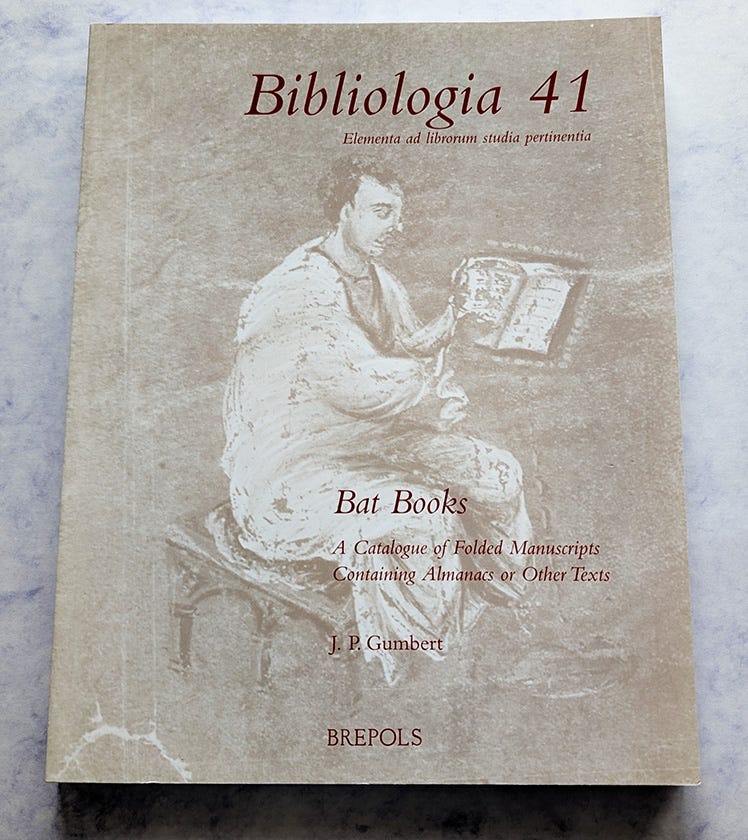 Bibliologia 41
Elementa ad librorum studia pertinentia
Bat Books
A Catalogue of Folded Manuscripts
Containing Almanacs or Other Texts
J. P. Gumbert
BREPOLS